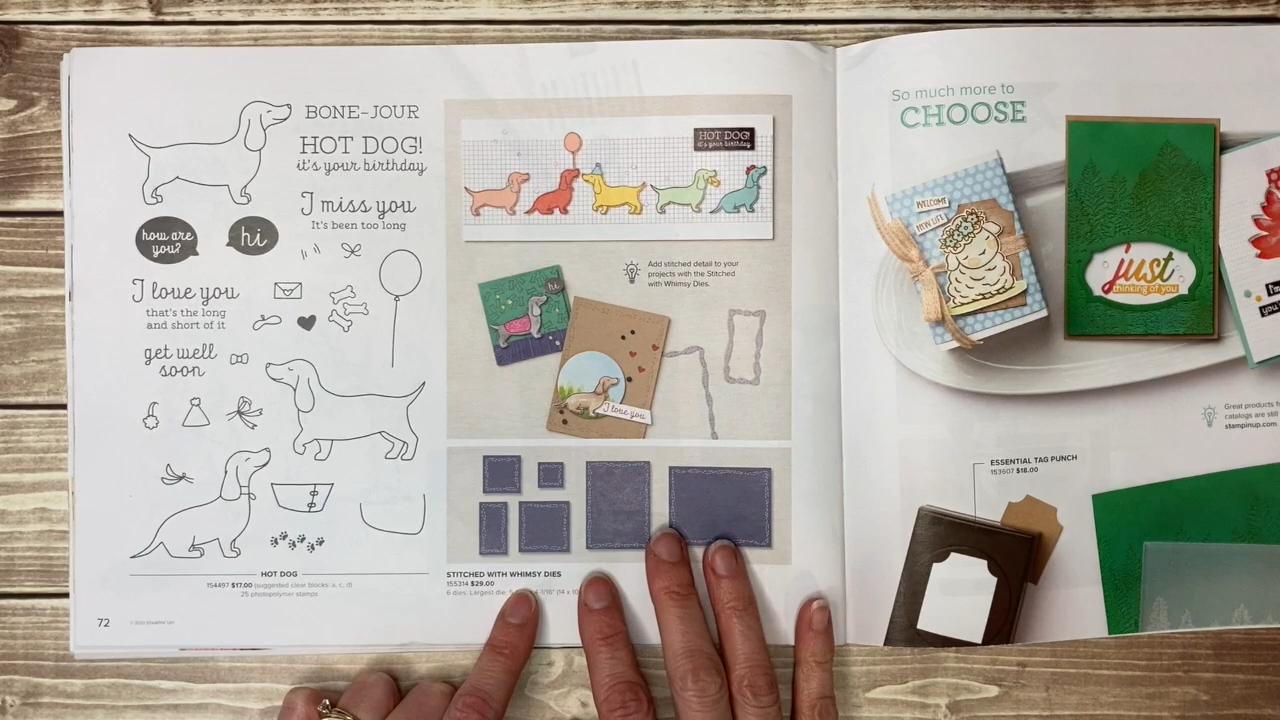 BONE-JOUR
HOT DOG!
it's your birthday
I miss you
It's been too long
how are
you?
hi
I love you
that's the long
and short of it
get well
soon
HOT DOG
154497 $17.00 (suggested clear blocks: a, c, d)
25 photopolymer stamps
72
HOT DOG!
it's your birthday
Add stitched detail to your
projects with the Stitched
with Whimsy Dies.
hi
I love you
STITCHED WITH WHIMSY DIES
155314 $29.00
6 dies. Largest die:
So much more to
CHOOSE
WELCOME
NEW LIFE
just
thinking of you
I'm
you
Great products f
catalogs are still
stampinup.com
ESSENTIAL TAG PUNCH
153607 $18.00